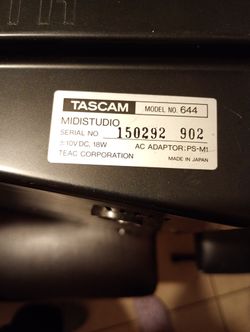 TASCAM MODEL NO. 644
MIDISTUDIO
SERIAL NO 150292 902
±10V DC, 18W AC ADAPTOR: PS-M1
TEAC CORPORATION MADE IN JAPAN